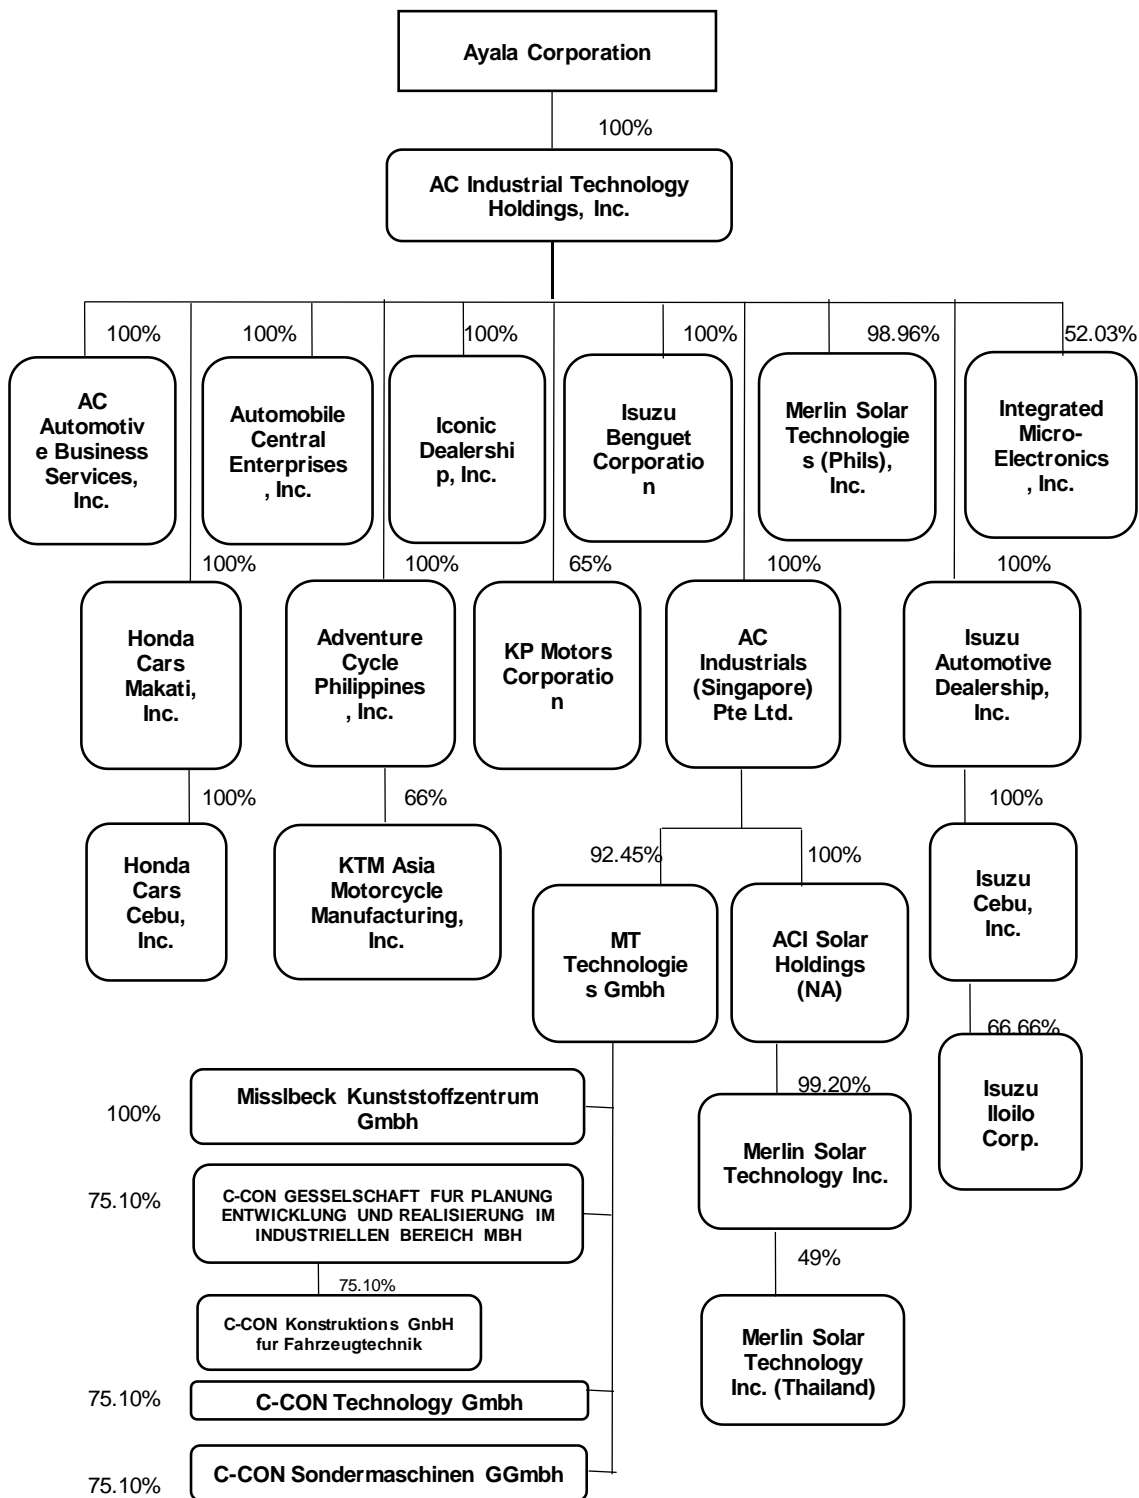 Ayala Corporation
100%
AC Industrial Technology
Holdings, Inc.
100%
100%
100%
100%
98.96%
52.03%
AC
Automotiv
e Business
Services,
Inc.
Automobile
Central
Enterprises
, Inc.
Iconic
Dealershi
p, Inc.
Isuzu
Benguet
Corporatio
n
Merlin Solar
Technologie
s (Phils),
Inc.
Integrated
Micro-
Electronics
, Inc.
100%
100%
65%
100%
100%
Honda
Cars
Makati,
Inc.
Adventure
Cycle
Philippines
, Inc.
KP Motors
Corporatio
n
AC
Industrials
(Singapore)
Pte Ltd.
Isuzu
Automotive
Dealership,
Inc.
100%
66%
100%
Honda
Cars
Cebu,
Inc.
KTM Asia
Motorcycle
Manufacturing,
Inc.
92.45%
100%
Isuzu
Cebu,
Inc.
MT
Technologie
s Gmbh
ACI Solar
Holdings
(NA)
66.66%
Isuzu
Iloilo
Corp.
100%
Misslbeck Kunststoffzentrum
Gmbh
99.20%
Merlin Solar
Technology Inc.
75.10%
C-CON GESSELSCHAFT FUR PLANUNG
ENTWICKLUNG UND REALISIERUNG IM
INDUSTRIELLEN BEREICH MBH
49%
75.10%
C-CON Konstruktions GnbH
fur Fahrzeugtechnik
Merlin Solar
Technology
Inc. (Thailand)
75.10%
C-CON Technology Gmbh
75.10%
C-CON Sondermaschinen GGmbh